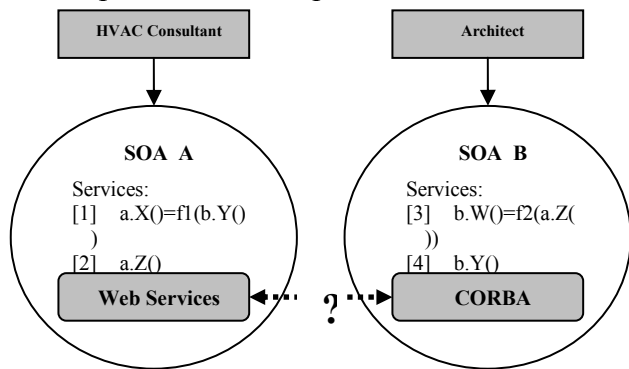 HVAC Consultant
Architect
SOA A
Services:
[1] a.X()=f1(b.Y()
)
[2] a.Z()
Web Services
SOA B
Services:
[3] b.W()=f2(a.Z(
))
[4] b.Y()
CORBA
?